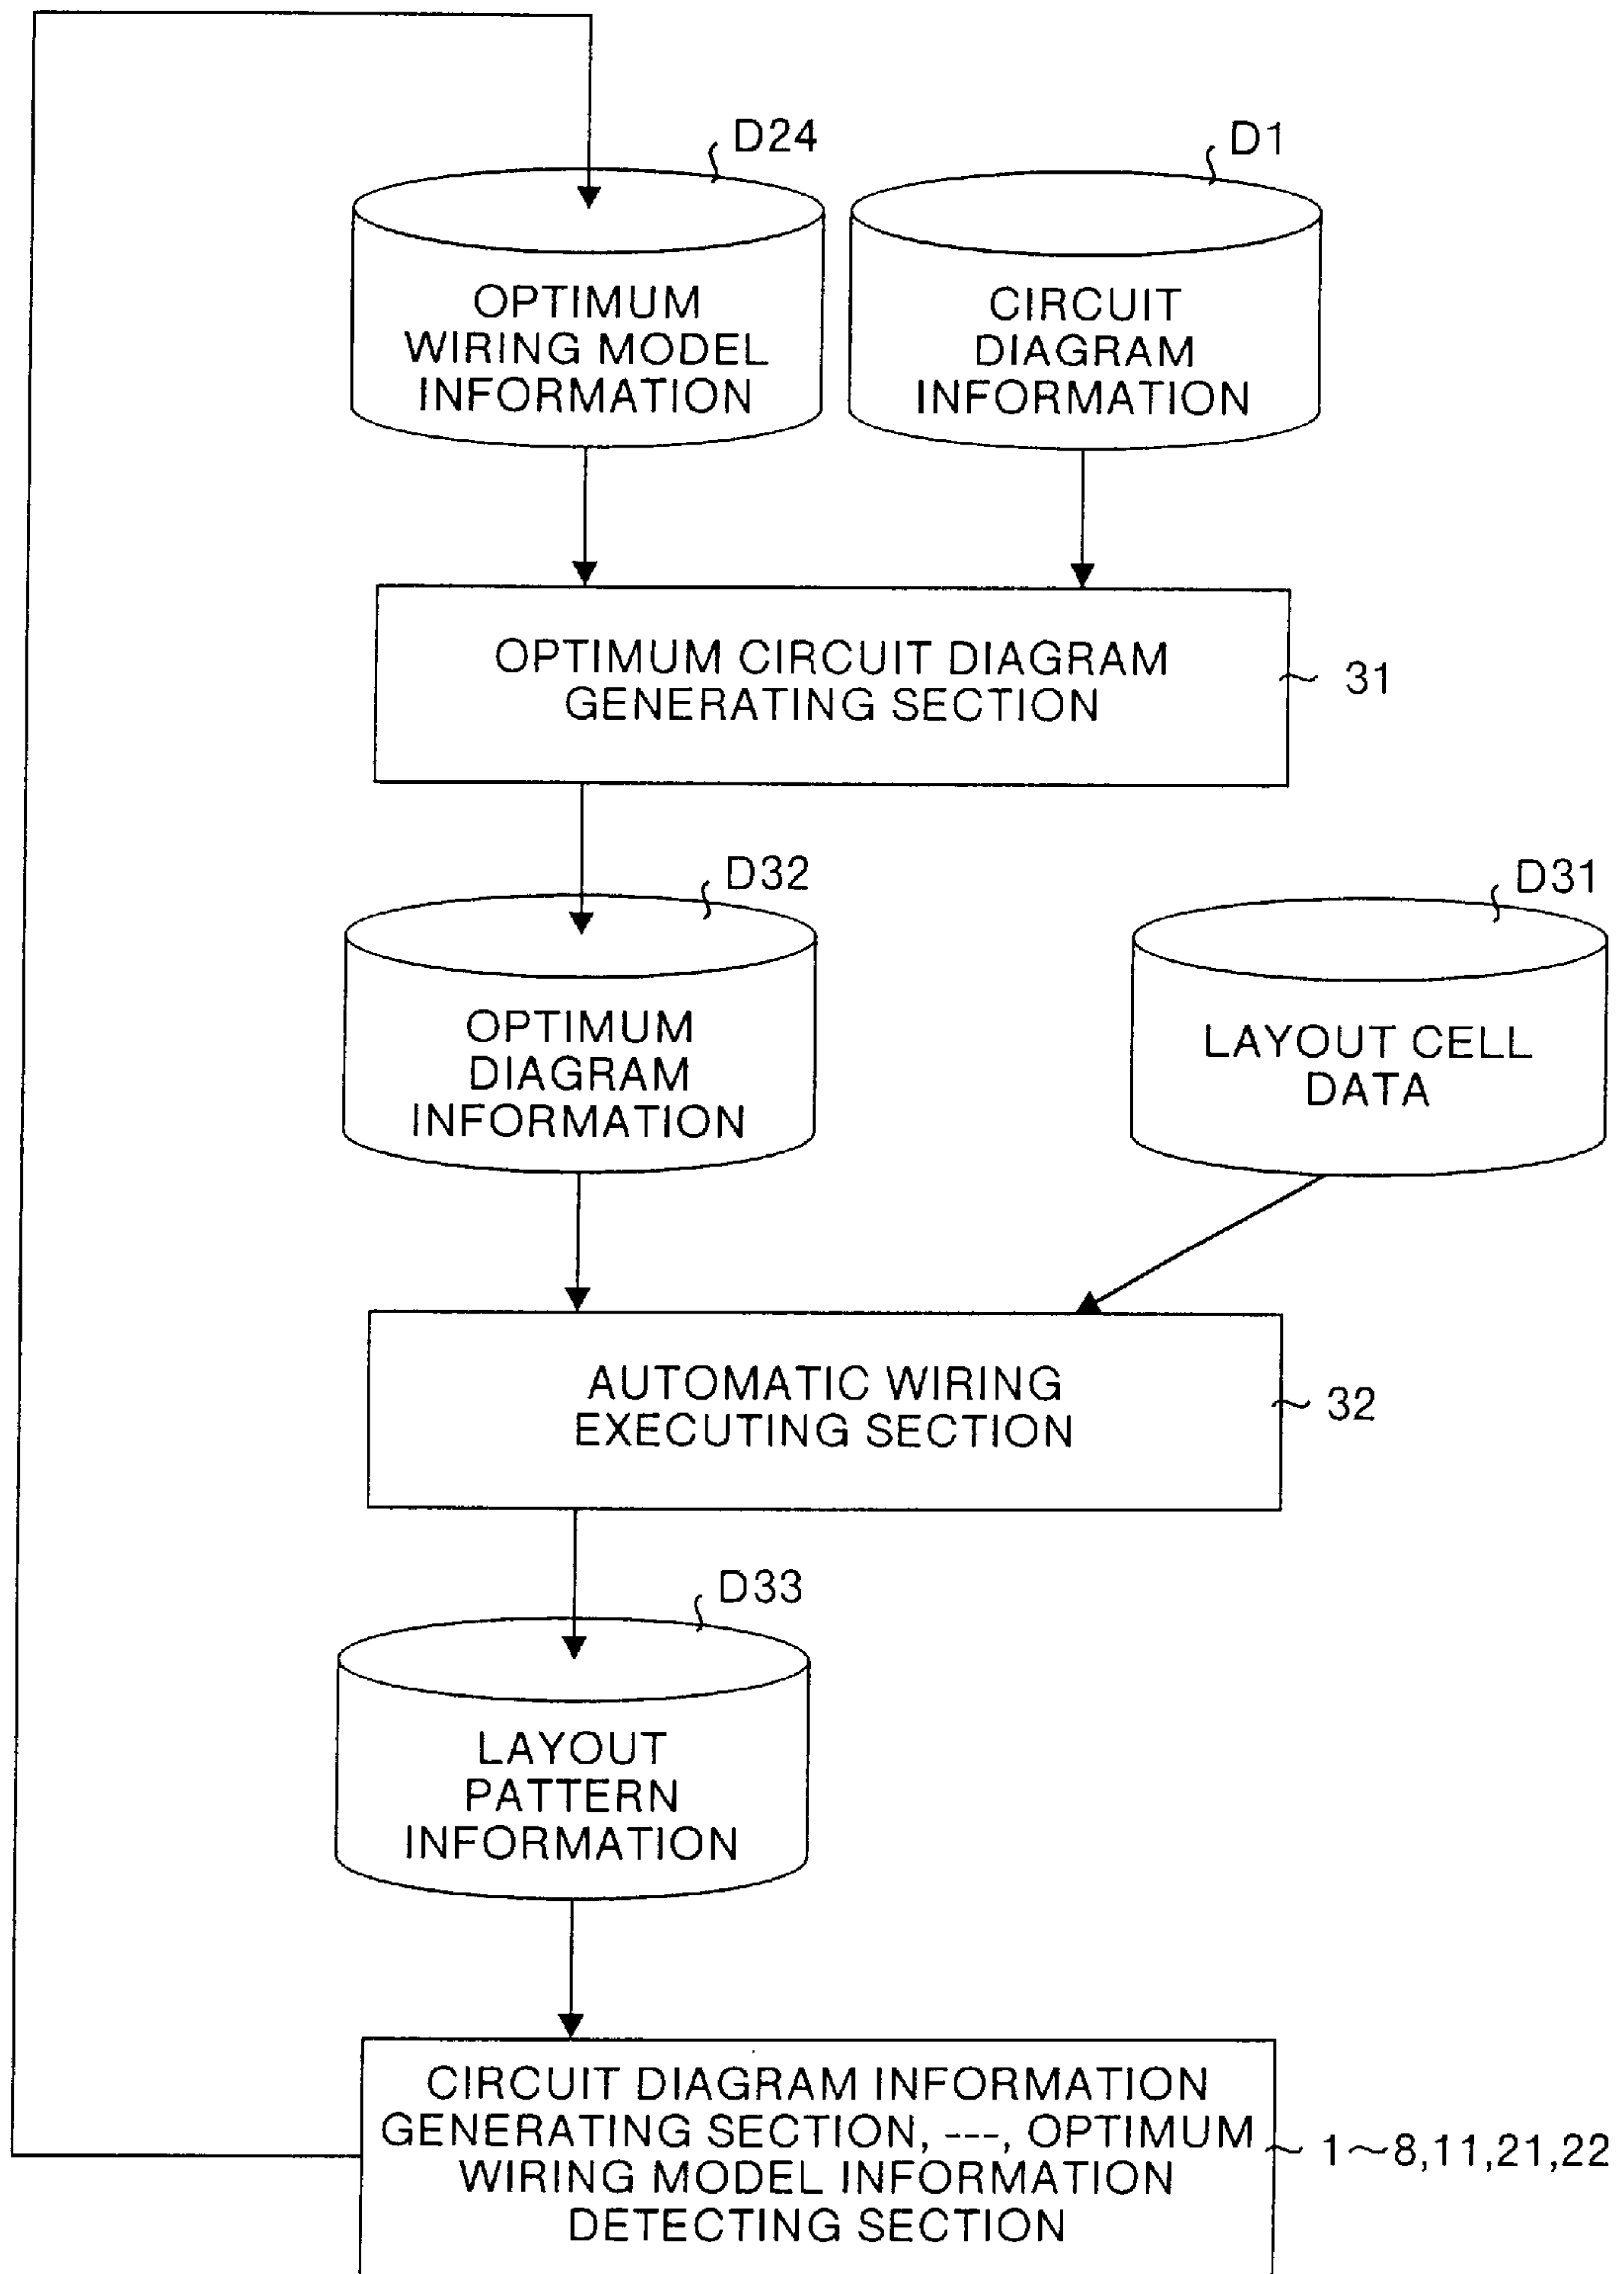 D24
D1
OPTIMUM
WIRING MODEL
INFORMATION
CIRCUIT
DIAGRAM
INFORMATION
OPTIMUM CIRCUIT DIAGRAM
GENERATING SECTION
31
D32
D31
OPTIMUM
DIAGRAM
INFORMATION
LAYOUT CELL
DATA
AUTOMATIC WIRING
EXECUTING SECTION
32
D33
LAYOUT
PATTERN
INFORMATION
CIRCUIT DIAGRAM INFORMATION
GENERATING SECTION, ---, OPTIMUM
WIRING MODEL INFORMATION
DETECTING SECTION
1~8,11,21,22